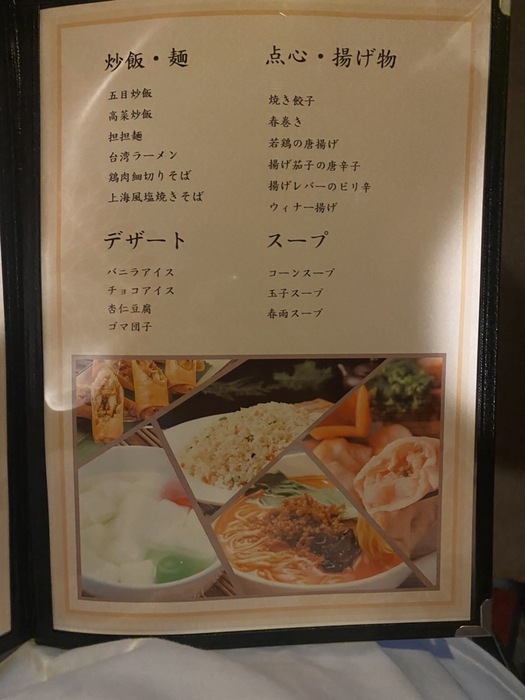 炒飯・麺
五目炒飯
高菜炒飯
担担麺
台湾ラーメン
鶏肉細切りそば
上海風塩焼きそば
点心・揚げ物
焼き餃子
春巻き
若鶏の唐揚げ
揚げ茄子の唐辛子
揚げレバーのピリ辛
ウィナー揚げ
デザート
バニラアイス
チョコアイス
杏仁豆腐
ゴマ団子
スープ
コーンスープ
玉子スープ
春雨スープ